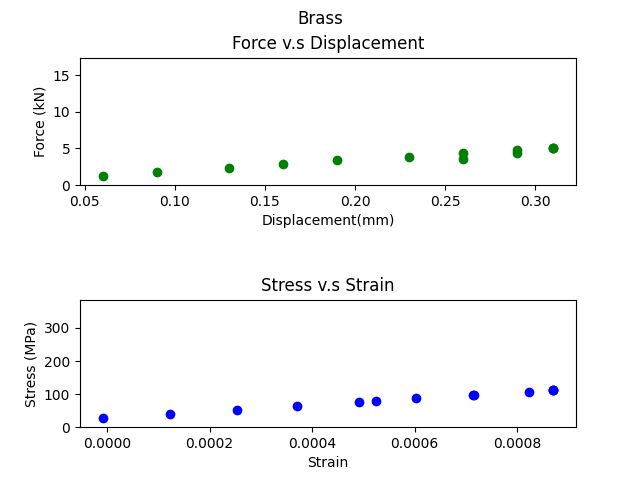 Brass
Force v.s Displacement
Force (kN)
15
10
5
0
0.05 0.10 0.15 0.20 0.25 0.30
Displacement(mm)
Stress v.s Strain
Stress (MPa)
300
200
100
0
0.0000 0.0002 0.0004 0.0006 0.0008
Strain